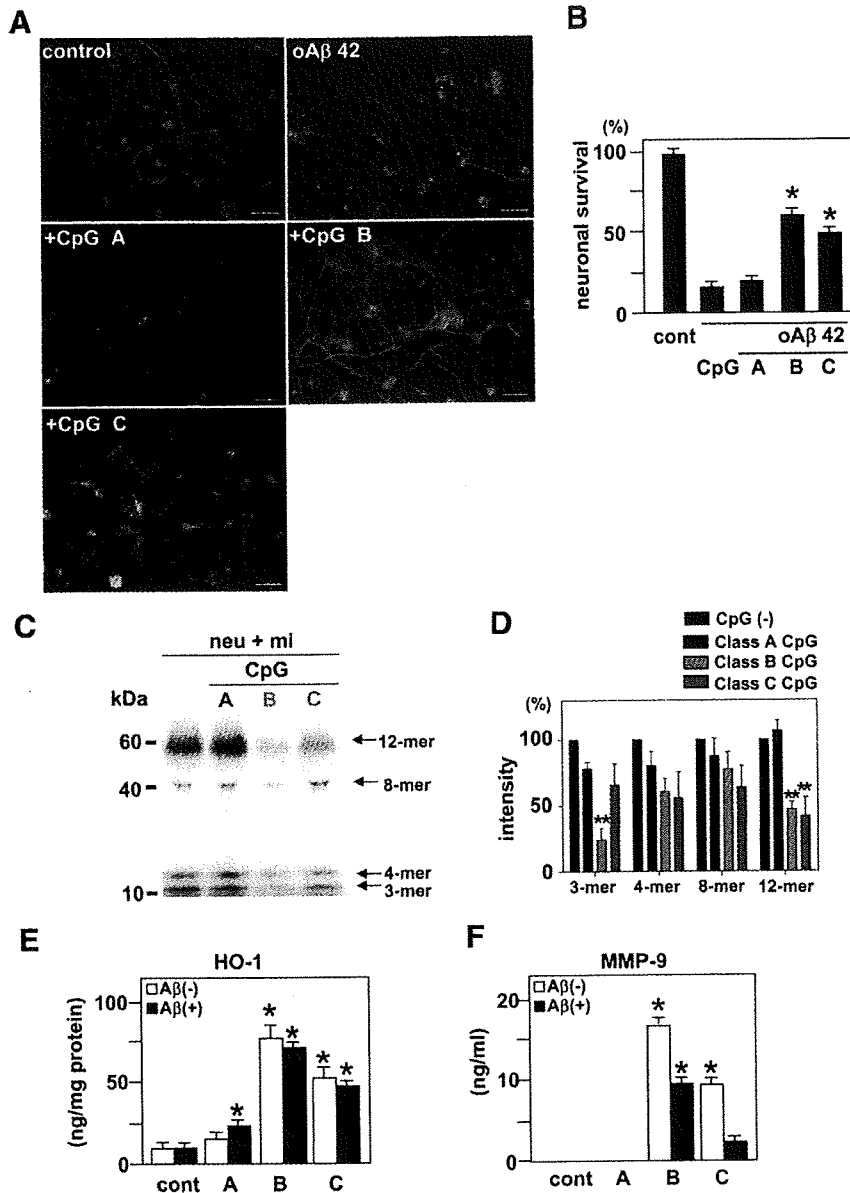 A
control
oAβ 42
+CpG A
+CpG B
+CpG C
B
(%)
100
50
0
neuronal survival
*
*
cont
oAβ 42
CpG A B C
C
neu + mi
CpG
kDa
A B C
60
40
10
12-mer
8-mer
4-mer
3-mer
D
CpG (-)
Class A CpG
Class B CpG
Class C CpG
(%)
100
50
0
intensity
**
**
**
3-mer 4-mer 8-mer 12-mer
E
HO-1
Aβ(-)
Aβ(+)
100
50
0
(ng/mg protein)
*
*
*
*
*
cont A B C
F
MMP-9
Aβ(-)
Aβ(+)
20
10
0
(ng/ml)
*
*
*
cont A B C